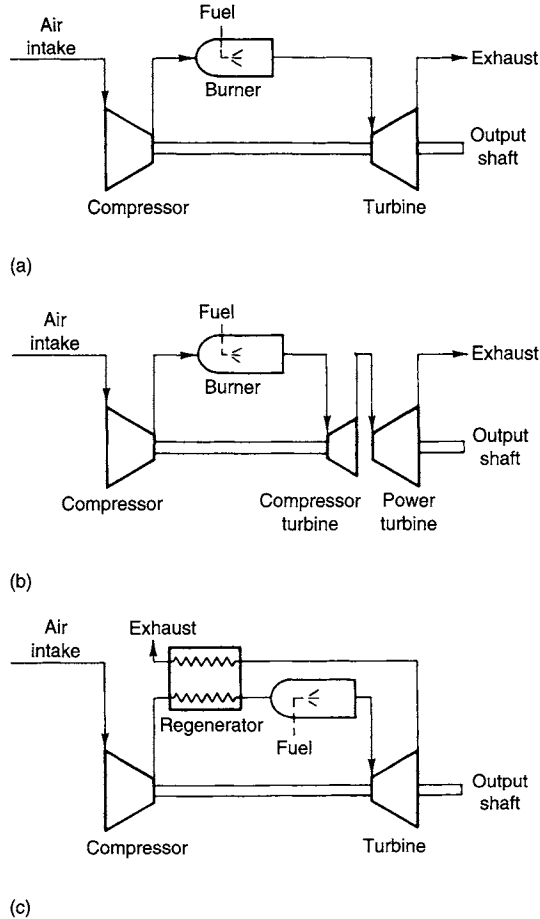 Fuel
Air
intake
Exhaust
Burner
Output
shaft
Compressor
Turbine
(a)
Fuel
Air
intake
Exhaust
Burner
Output
shaft
Compressor
Compressor
turbine
Power
turbine
(b)
Air
intake
Exhaust
Regenerator
Fuel
Output
shaft
Compressor
Turbine
(c)